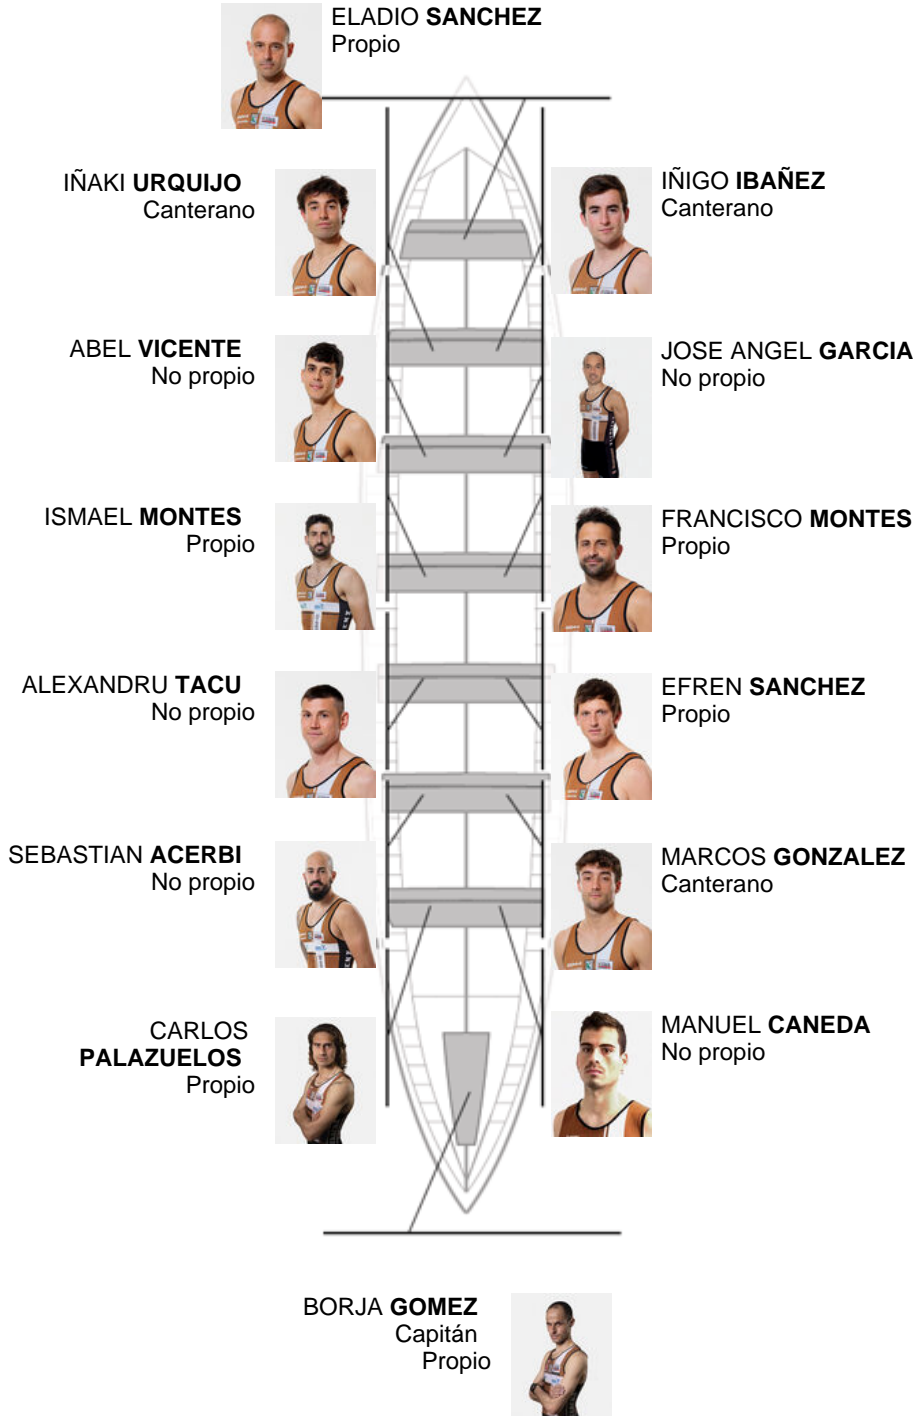 ELADIO SANCHEZ
Propio
IÑAKI URQUIJO
Canterano
IÑIGO IBAÑEZ
Canterano
ABEL VICENTE
No propio
JOSE ANGEL GARCIA
No propio
ISMAEL MONTES
Propio
FRANCISCO MONTES
Propio
ALEXANDRU TACU
No propio
EFREN SANCHEZ
Propio
SEBASTIAN ACERBI
No propio
MARCOS GONZALEZ
Canterano
CARLOS
PALAZUELOS
Propio
MANUEL CANEDA
No propio
BORJA GOMEZ
Capitán
Propio